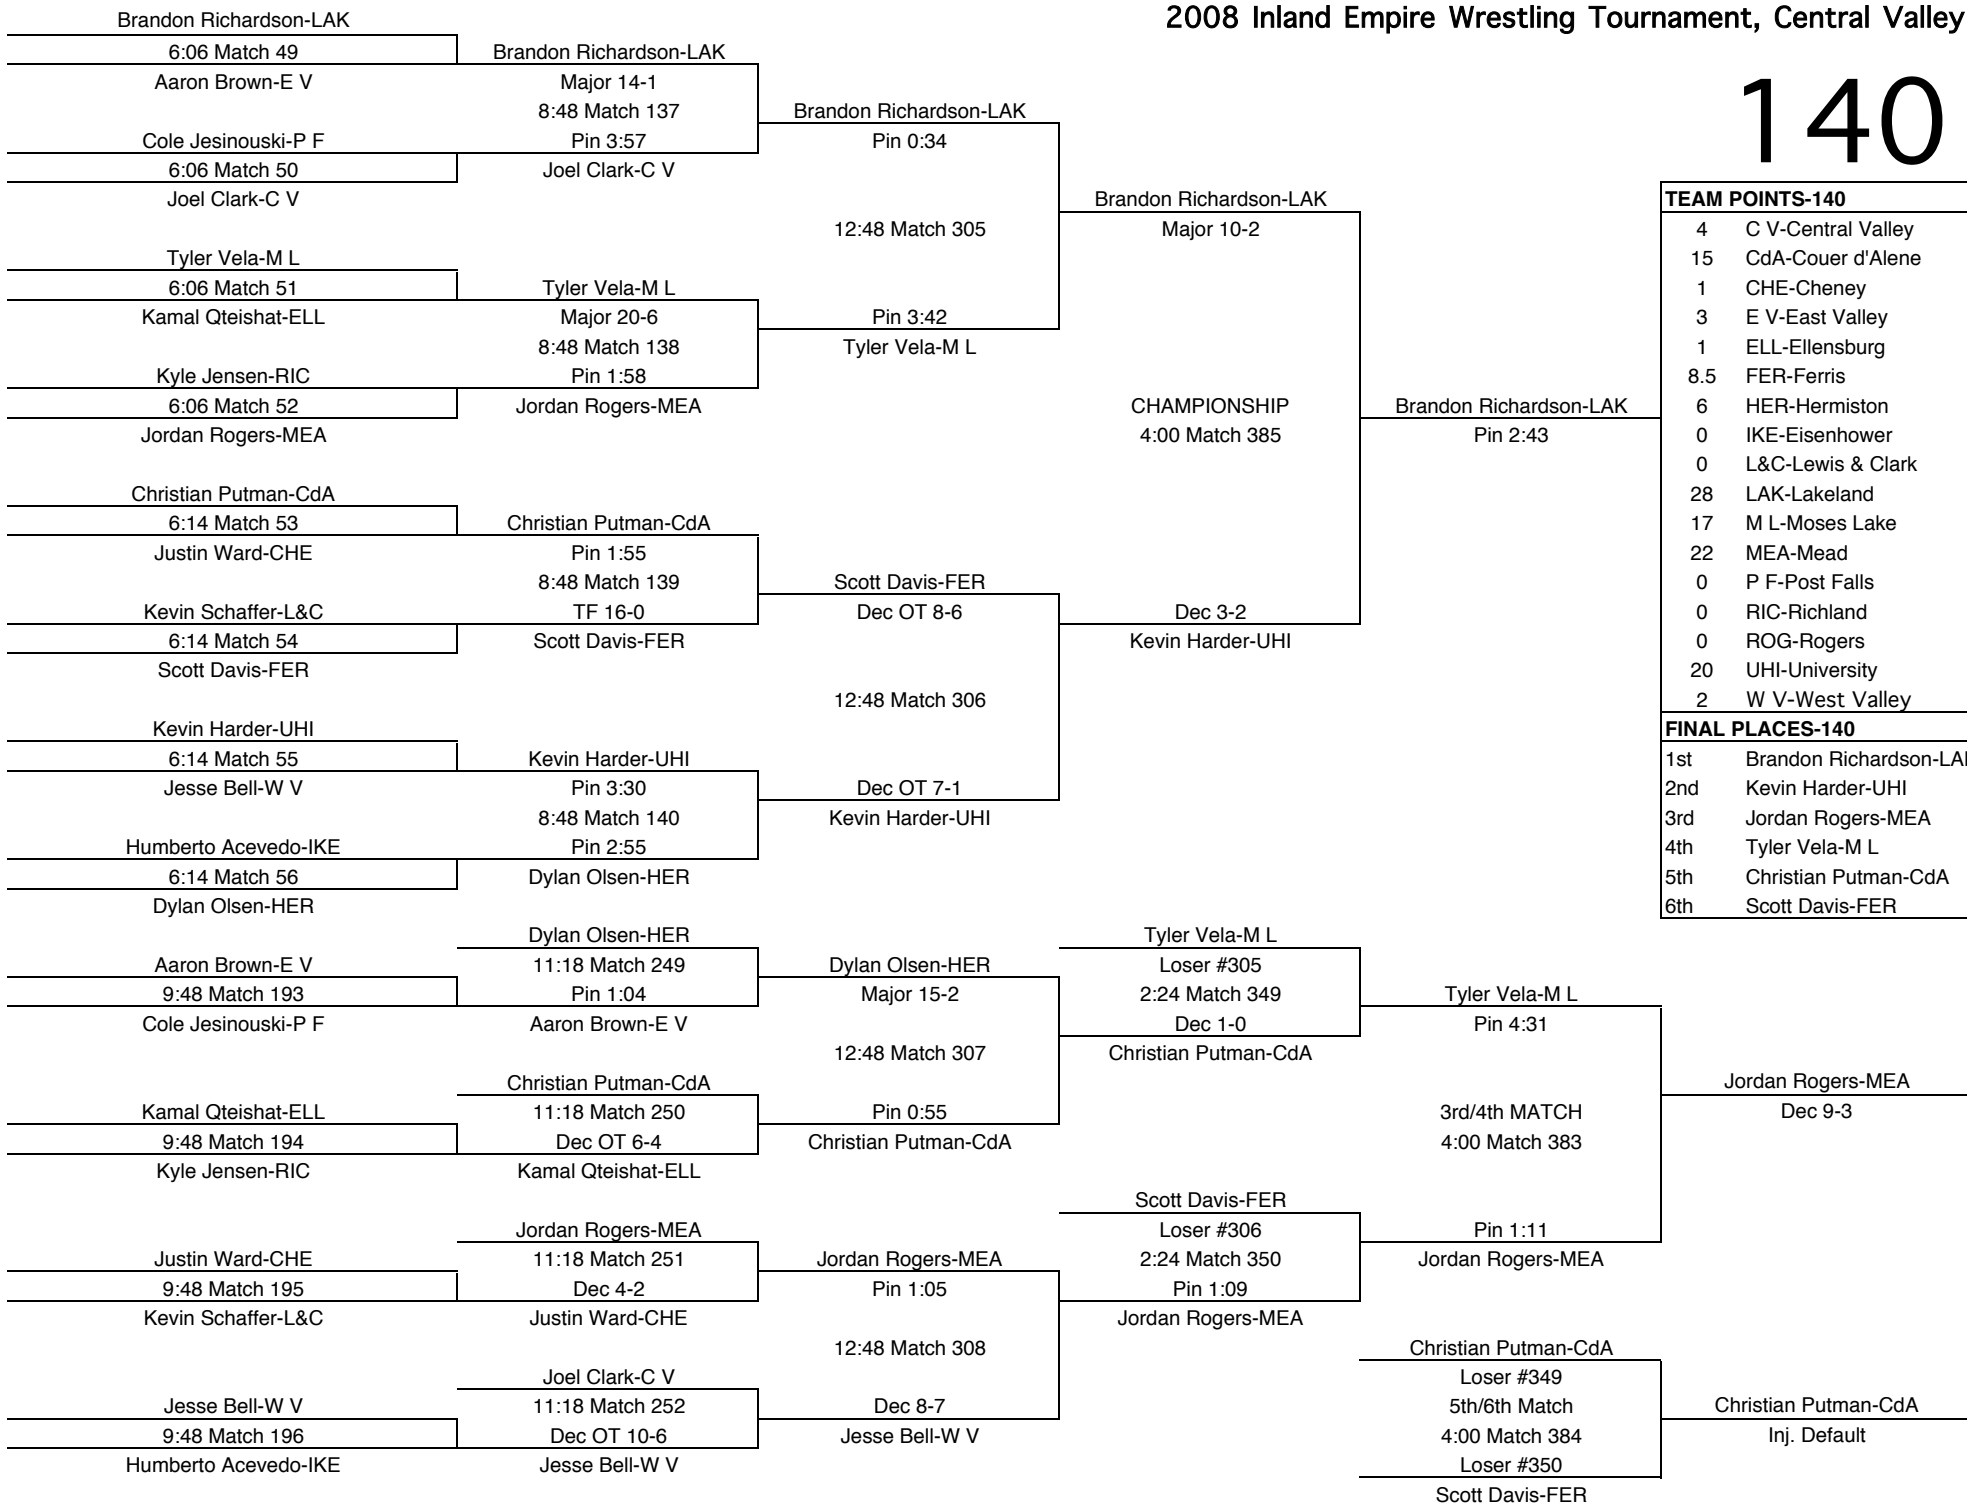 2008 Inland Empire Wrestling Tournament, Central Valley
140
Brandon Richardson-LAK
6:06 Match 49
Aaron Brown-E V
Cole Jesinouski-P F
6:06 Match 50
Joel Clark-C V
Tyler Vela-M L
6:06 Match 51
Kamal Qteishat-ELL
Kyle Jensen-RIC
6:06 Match 52
Jordan Rogers-MEA
Christian Putman-CdA
6:14 Match 53
Justin Ward-CHE
Kevin Schaffer-L&C
6:14 Match 54
Scott Davis-FER
Kevin Harder-UHI
6:14 Match 55
Jesse Bell-W V
Humberto Acevedo-IKE
6:14 Match 56
Dylan Olsen-HER
Brandon Richardson-LAK
Major 14-1
8:48 Match 137
Pin 3:57
Joel Clark-C V
Tyler Vela-M L
Major 20-6
8:48 Match 138
Pin 1:58
Jordan Rogers-MEA
Christian Putman-CdA
Pin 1:55
8:48 Match 139
TF 16-0
Scott Davis-FER
Kevin Harder-UHI
Pin 3:30
8:48 Match 140
Pin 2:55
Dylan Olsen-HER
Brandon Richardson-LAK
Pin 0:34
12:48 Match 305
Pin 3:42
Tyler Vela-M L
Scott Davis-FER
Dec OT 8-6
12:48 Match 306
Dec OT 7-1
Kevin Harder-UHI
Brandon Richardson-LAK
Major 10-2
CHAMPIONSHIP
4:00 Match 385
Dec 3-2
Kevin Harder-UHI
Brandon Richardson-LAK
Pin 2:43
TEAM POINTS-140
4 C V-Central Valley
15 CdA-Couer d'Alene
1 CHE-Cheney
3 E V-East Valley
1 ELL-Ellensburg
8.5 FER-Ferris
6 HER-Hermiston
0 IKE-Eisenhower
0 L&C-Lewis & Clark
28 LAK-Lakeland
17 M L-Moses Lake
22 MEA-Mead
0 P F-Post Falls
0 RIC-Richland
0 ROG-Rogers
20 UHI-University
2 W V-West Valley
FINAL PLACES-140
1st Brandon Richardson-LA
2nd Kevin Harder-UHI
3rd Jordan Rogers-MEA
4th Tyler Vela-M L
5th Christian Putman-CdA
6th Scott Davis-FER
Aaron Brown-E V
9:48 Match 193
Cole Jesinouski-P F
Kamal Qteishat-ELL
9:48 Match 194
Kyle Jensen-RIC
Justin Ward-CHE
9:48 Match 195
Kevin Schaffer-L&C
Jesse Bell-W V
9:48 Match 196
Humberto Acevedo-IKE
Dylan Olsen-HER
11:18 Match 249
Pin 1:04
Aaron Brown-E V
Christian Putman-CdA
11:18 Match 250
Dec OT 6-4
Kamal Qteishat-ELL
Jordan Rogers-MEA
11:18 Match 251
Dec 4-2
Justin Ward-CHE
Joel Clark-C V
11:18 Match 252
Dec OT 10-6
Jesse Bell-W V
Dylan Olsen-HER
Major 15-2
12:48 Match 307
Pin 0:55
Christian Putman-CdA
Jordan Rogers-MEA
Pin 1:05
12:48 Match 308
Dec 8-7
Jesse Bell-W V
Tyler Vela-M L
Loser #305
2:24 Match 349
Dec 1-0
Christian Putman-CdA
Scott Davis-FER
Loser #306
2:24 Match 350
Pin 1:09
Jordan Rogers-MEA
Tyler Vela-M L
Pin 4:31
3rd/4th MATCH
4:00 Match 383
Pin 1:11
Jordan Rogers-MEA
Jordan Rogers-MEA
Dec 9-3
Christian Putman-CdA
Loser #349
5th/6th Match
4:00 Match 384
Loser #350
Scott Davis-FER
Christian Putman-CdA
Inj. Default